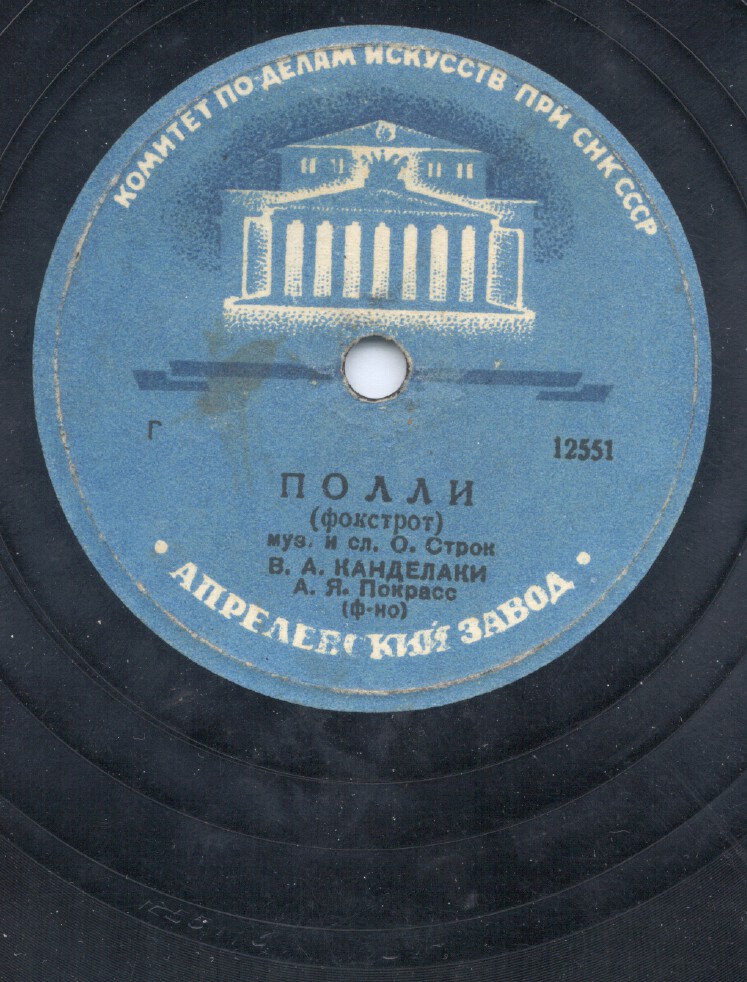 КОМИТЕТ ПО ДЕЛАМ ИСКУССТВ ПРИ СНК СССР
Г
12551
ПОЛЛИ
(фокстрот)
муз. и сл. О. Строк
В. А. КАНДЕЛАКИ
А. Я. Покрасс
(ф-но)
• АПРЕЛЕВСКИЙ ЗАВОД •